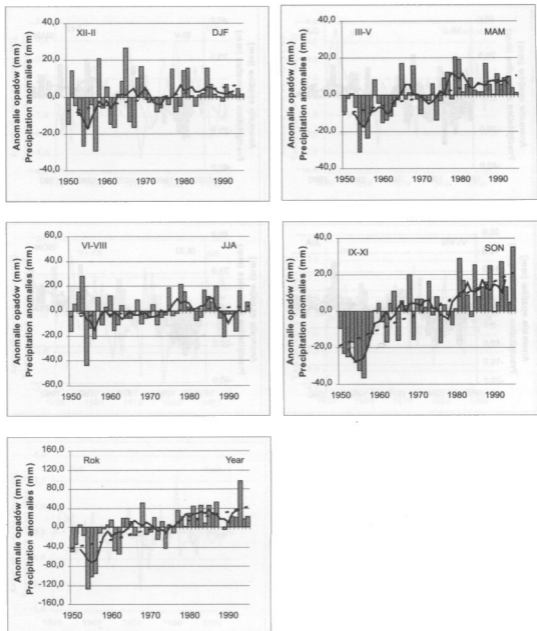 Anomalie opadów (mm)
Precipitation anomalies (mm)
XII-II DJF
40,0
20,0
0,0
-20,0
-40,0
1950 1960 1970 1980 1990
Anomalie opadów (mm)
Precipitation anomalies (mm)
III-V MAM
40,0
20,0
0,0
-20,0
-40,0
1950 1960 1970 1980 1990
Anomalie opadów (mm)
Precipitation anomalies (mm)
VI-VIII JJA
60,0
40,0
20,0
0,0
-20,0
-40,0
-60,0
1950 1960 1970 1980 1990
Anomalie opadów (mm)
Precipitation anomalies (mm)
IX-XI SON
40,0
20,0
0,0
-20,0
-40,0
1950 1960 1970 1980 1990
Anomalie opadów (mm)
Precipitation anomalies (mm)
Rok Year
160,0
120,0
80,0
40,0
0,0
-40,0
-80,0
-120,0
-160,0
1950 1960 1970 1980 1990